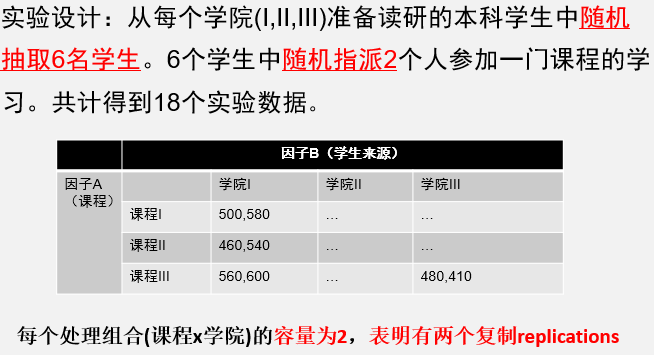 实验设计：从每个学院(I,II,III)准备读研的本科学生中随机
抽取6名学生。6个学生中随机指派2个人参加一门课程的学
习。共计得到18个实验数据。
因子B（学生来源）
因子A
（课程）
学院I 学院II 学院III
课程I 500,580 … …
课程II 460,540 … …
课程III 560,600 … 480,410
每个处理组合(课程x学院)的容量为2，表明有两个复制replications